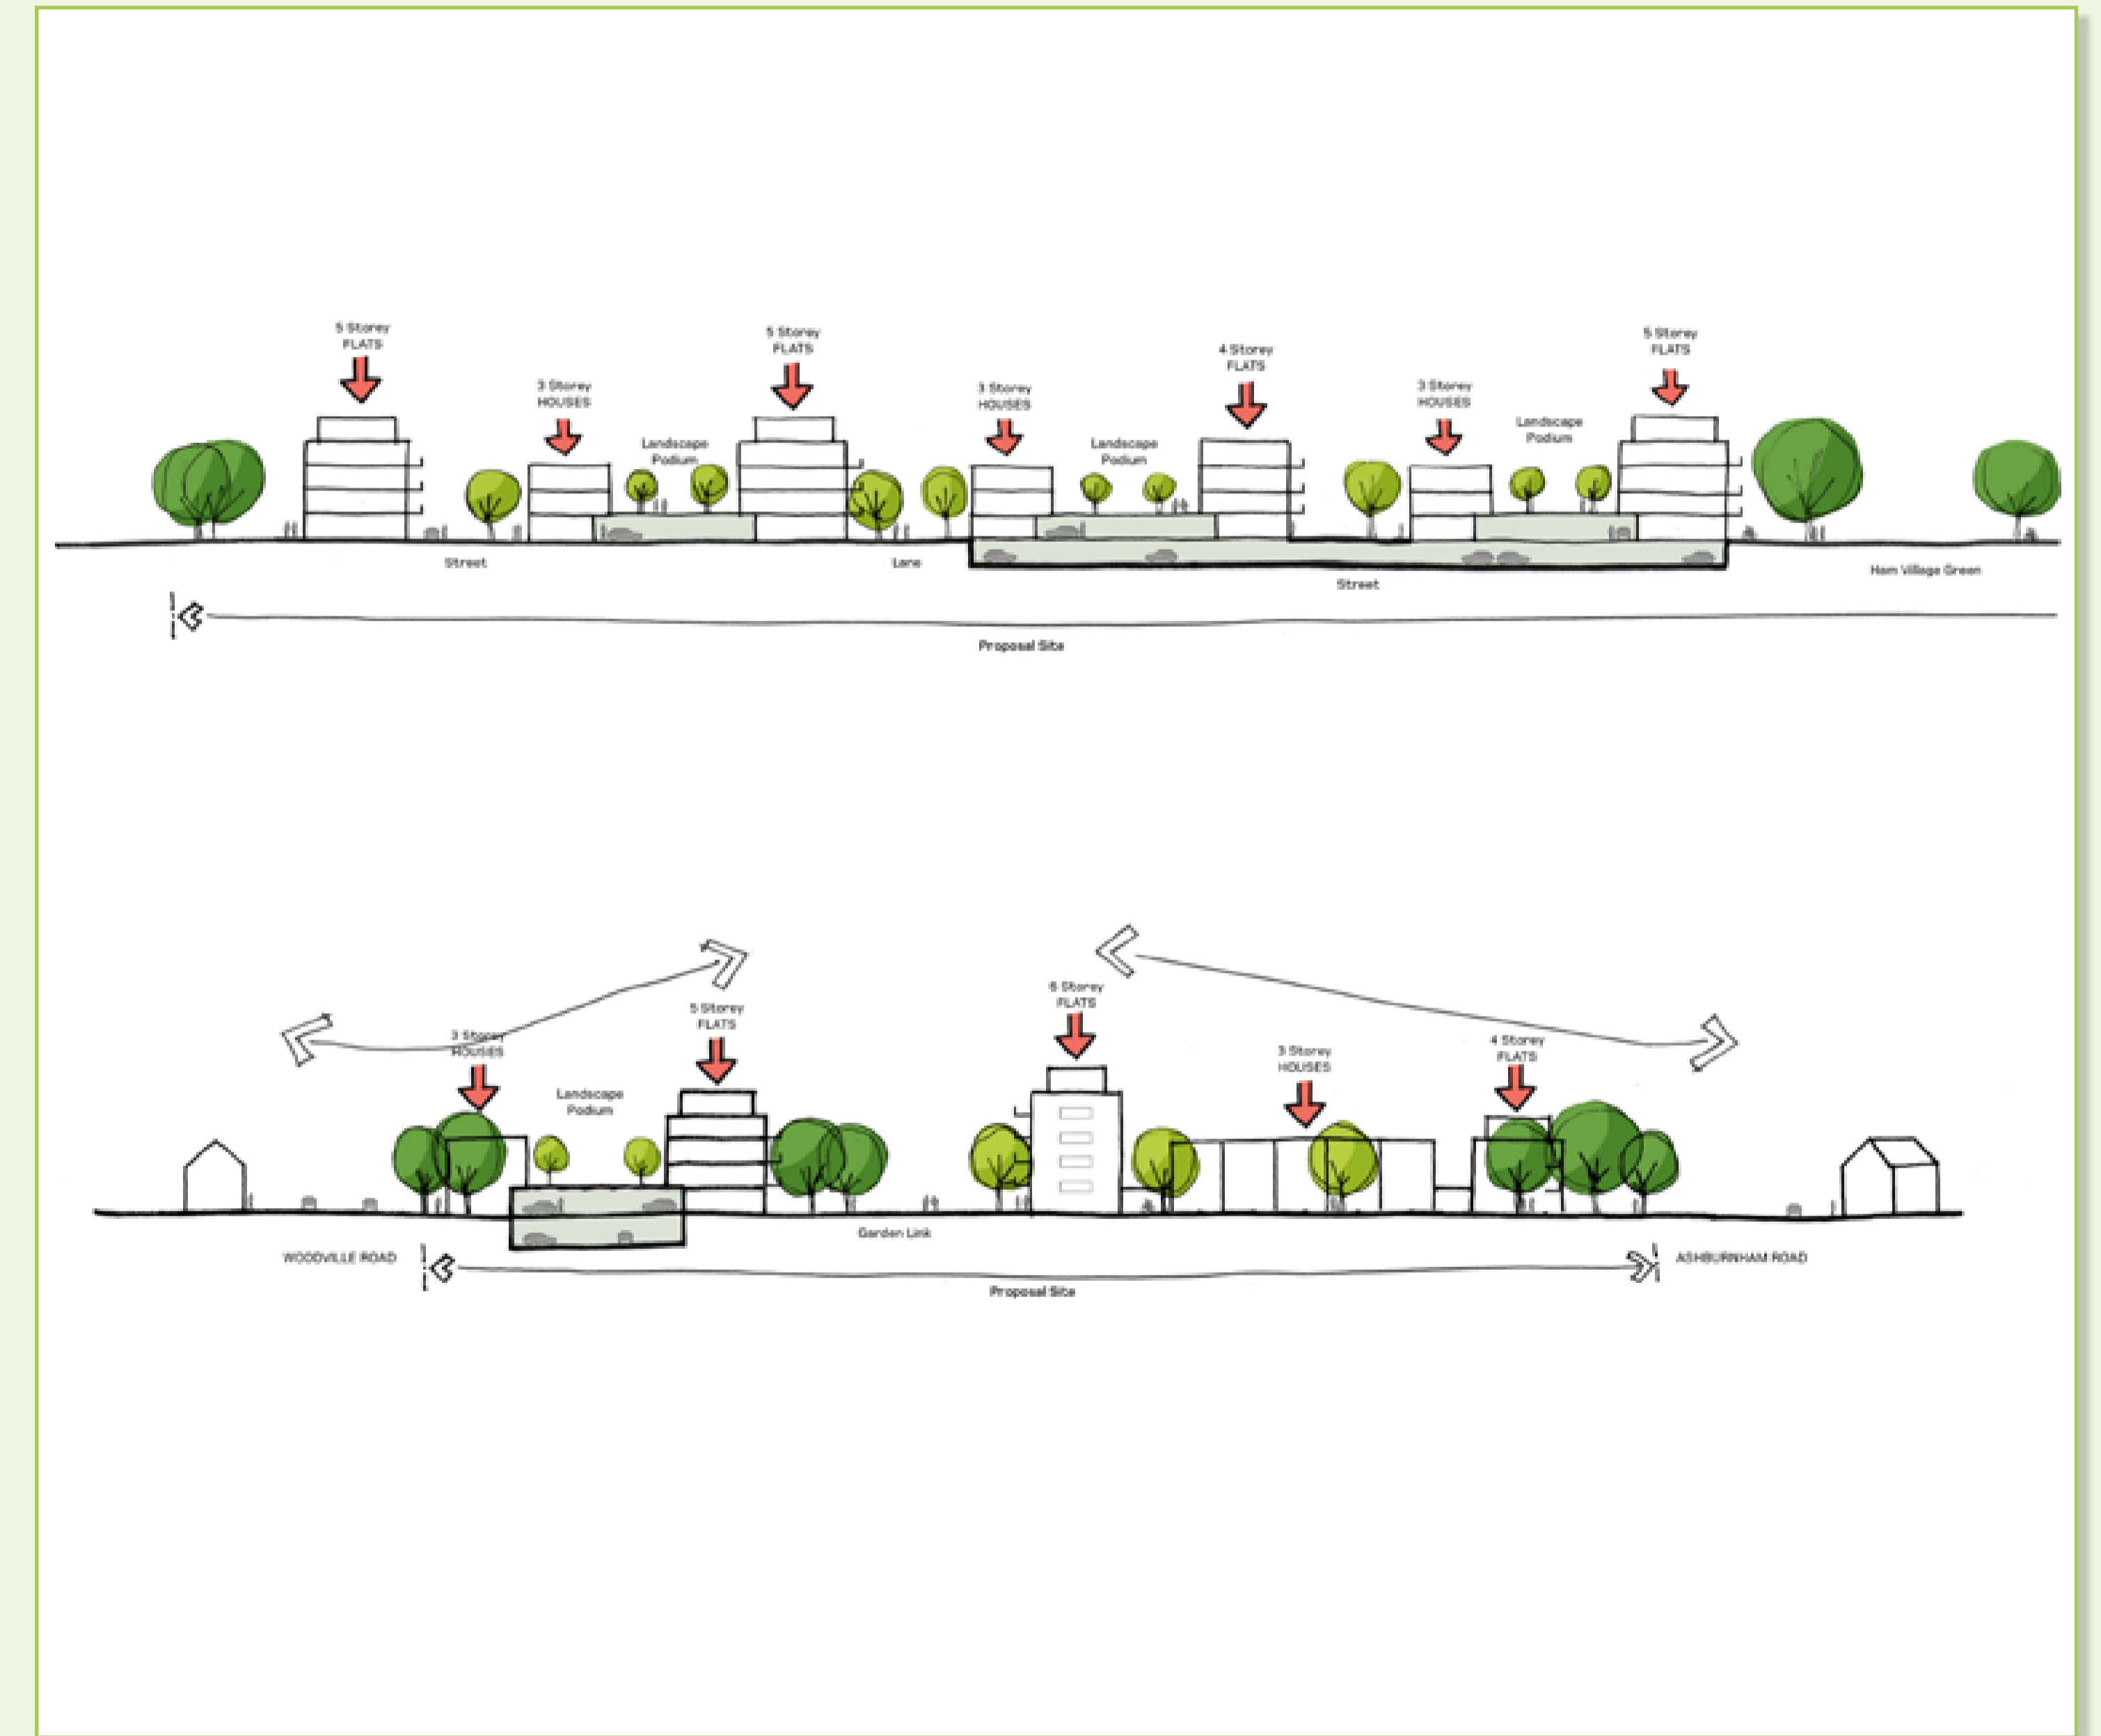 5 Storey
FLATS
3 Storey
HOUSES
Landscape
Podium
5 Storey
FLATS
3 Storey
HOUSES
Landscape
Podium
4 Storey
FLATS
3 Storey
HOUSES
Landscape
Podium
5 Storey
FLATS
Street
Lane
Street
Ham Village Green
Proposal Site
3 Storey
HOUSES
Landscape
Podium
5 Storey
FLATS
6 Storey
FLATS
3 Storey
HOUSES
4 Storey
FLATS
Garden Link
WOODVILLE ROAD
ASHBURNHAM ROAD
Proposal Site